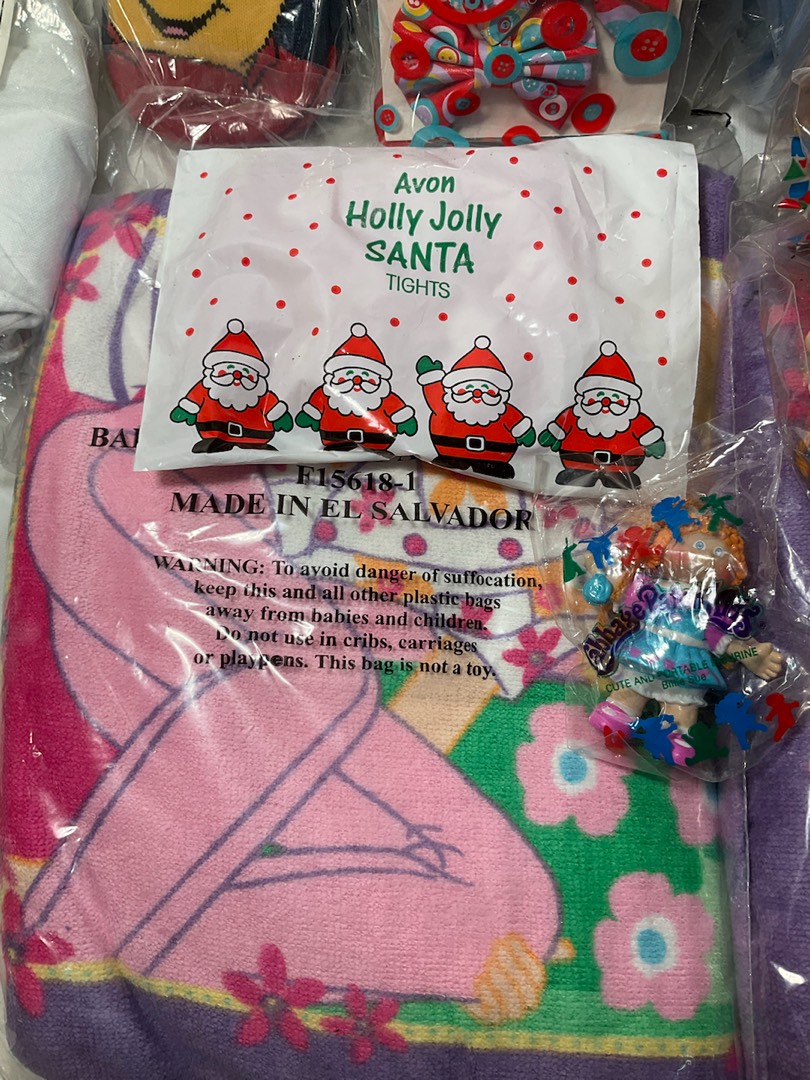 Avon
Holly Jolly
SANTA
TIGHTS
F15618-1
MADE IN EL SALVADOR
WARNING: To avoid danger of suffocation,
keep this and all other plastic bags
away from babies and children.
Do not use in cribs, carriages
or playpens. This bag is not a toy.
CUTE AND